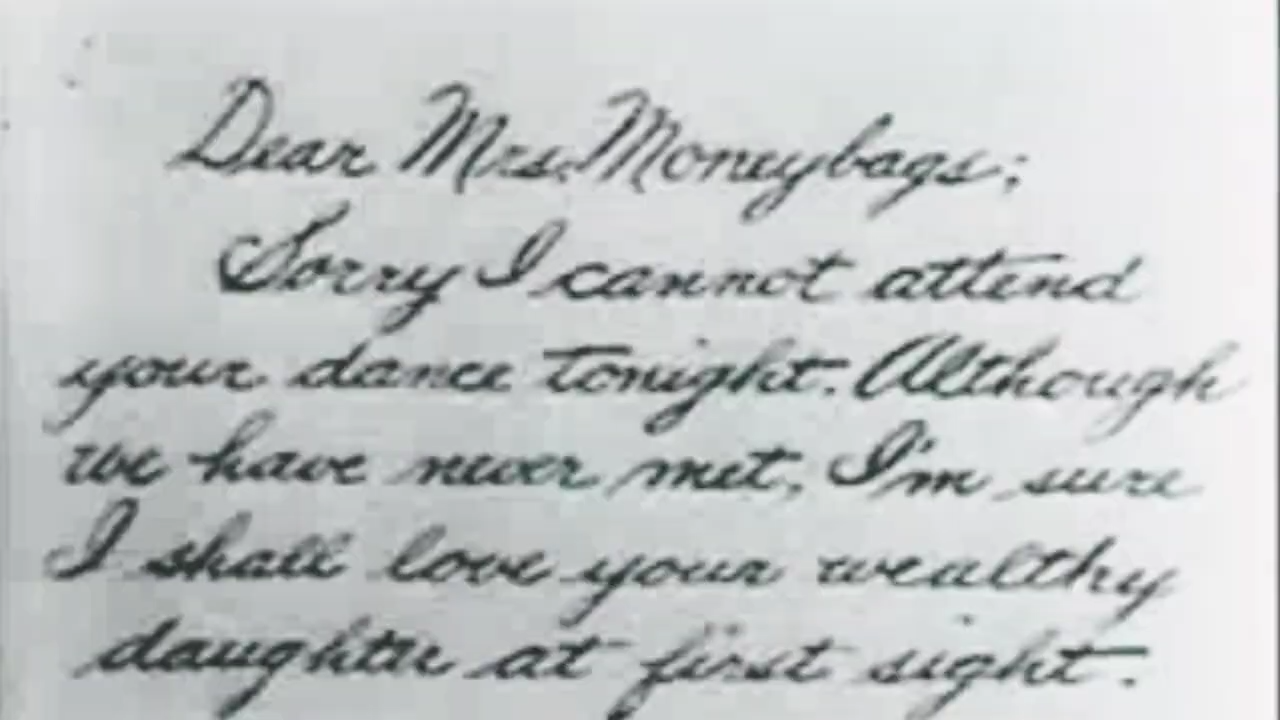 Dear Mrs. Moneybags;
Sorry I cannot attend
your dance tonight. Although
we have never met, I'm sure
I shall love your wealthy
daughter at first sight.